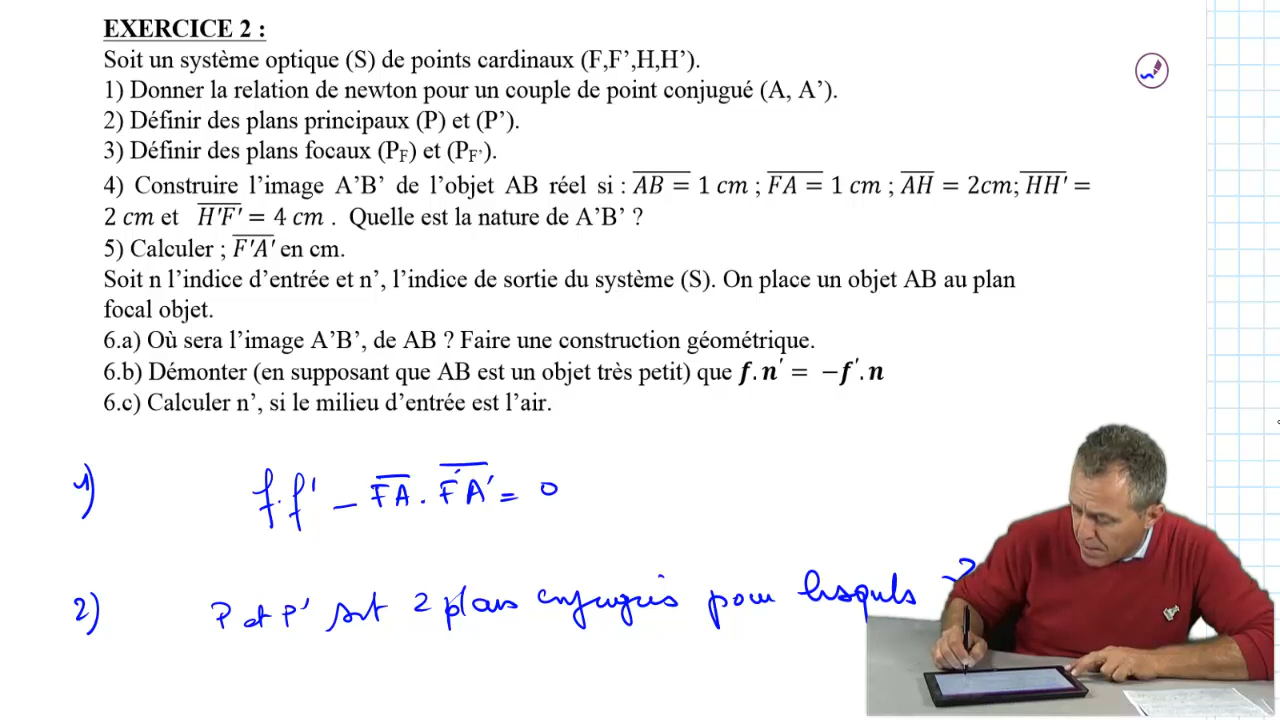 EXERCICE 2 :
Soit un système optique (S) de points cardinaux (F,F’,H,H’).
1) Donner la relation de newton pour un couple de point conjugué (A, A’).
2) Définir des plans principaux (P) et (P’).
3) Définir des plans focaux (PF) et (PF’).
4) Construire l’image A’B’ de l’objet AB réel si : AB = 1 cm ; FA = 1 cm ; AH = 2cm; HH' =
2 cm et H'F' = 4 cm . Quelle est la nature de A’B’ ?
5) Calculer ; F'A' en cm.
Soit n l’indice d’entrée et n’, l’indice de sortie du système (S). On place un objet AB au plan
focal objet.
6.a) Où sera l’image A’B’, de AB ? Faire une construction géométrique.
6.b) Démonter (en supposant que AB est un objet très petit) que f.n' = −f'.n
6.c) Calculer n’, si le milieu d’entrée est l’air.
1) f.f' − FA . F'A' = 0
2) P et P' sont 2 plans conjugués pour lesquels